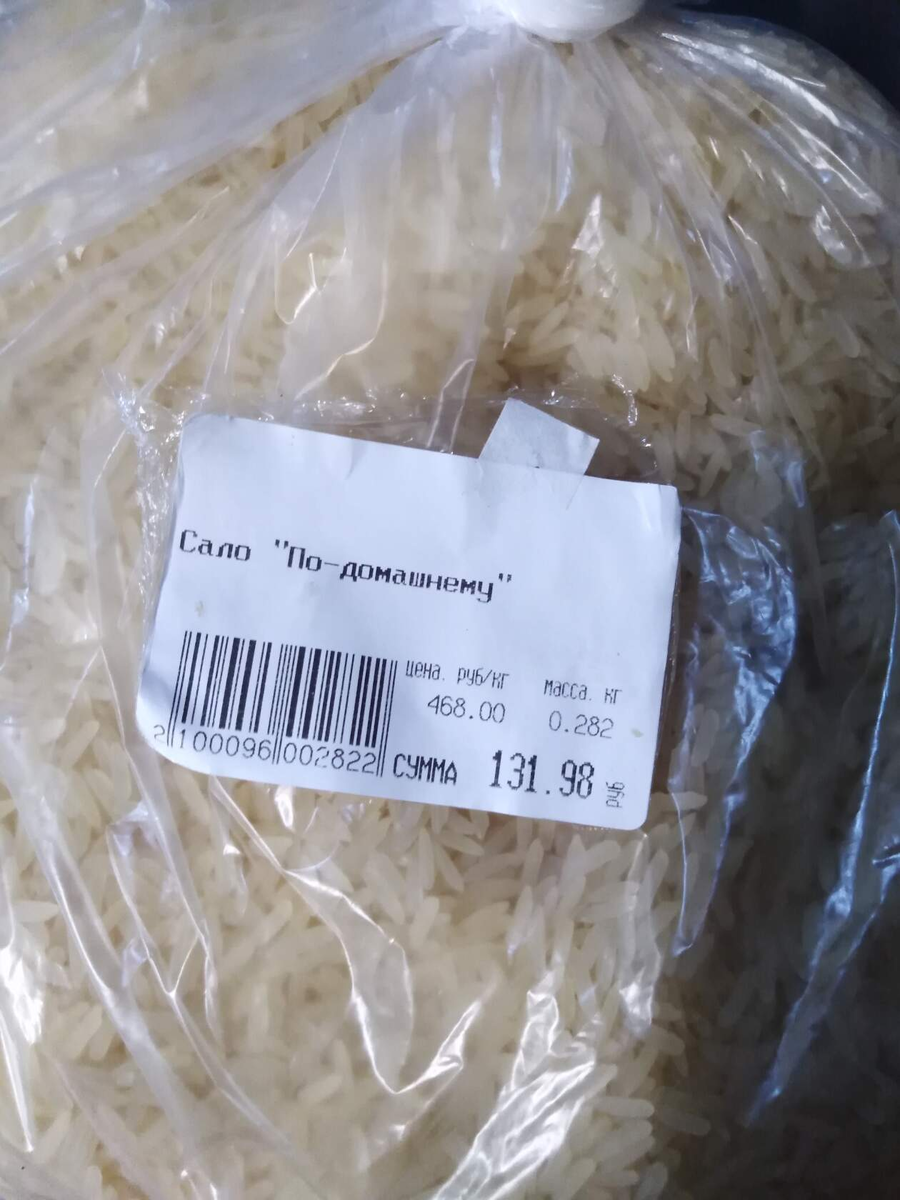 Сало "По-домашнему"
цена. руб/кг масса. кг
468.00 0.282
2 100096 002822 СУММА 131.98 руб